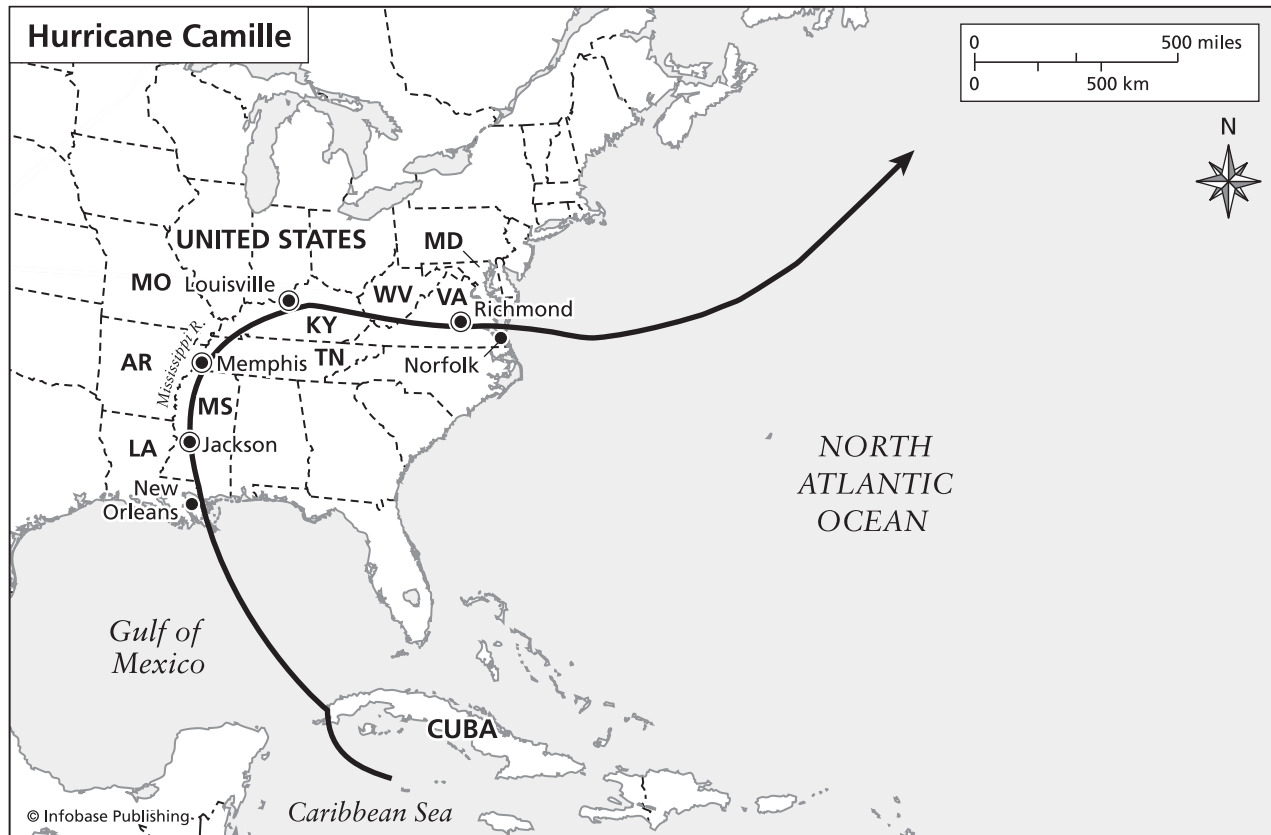 Hurricane Camille
0 500 miles
0 500 km
N
UNITED STATES
MD
MO
Louisville
WV
VA
Richmond
KY
Mississippi R.
AR
Memphis
TN
Norfolk
MS
LA
Jackson
New
Orleans
NORTH
ATLANTIC
OCEAN
Gulf of
Mexico
CUBA
Caribbean Sea
© Infobase Publishing